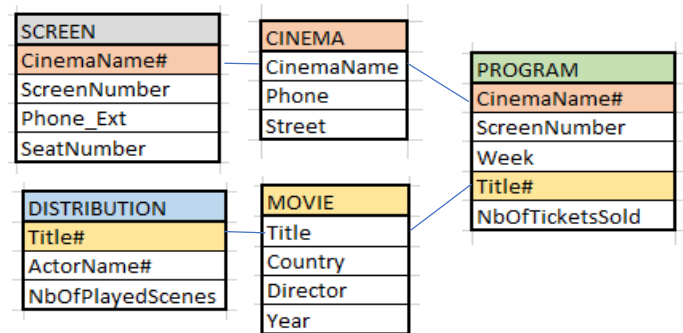 SCREEN
CinemaName#
ScreenNumber
Phone_Ext
SeatNumber
CINEMA
CinemaName
Phone
Street
PROGRAM
CinemaName#
ScreenNumber
Week
Title#
NbOfTicketsSold
DISTRIBUTION
Title#
ActorName#
NbOfPlayedScenes
MOVIE
Title
Country
Director
Year